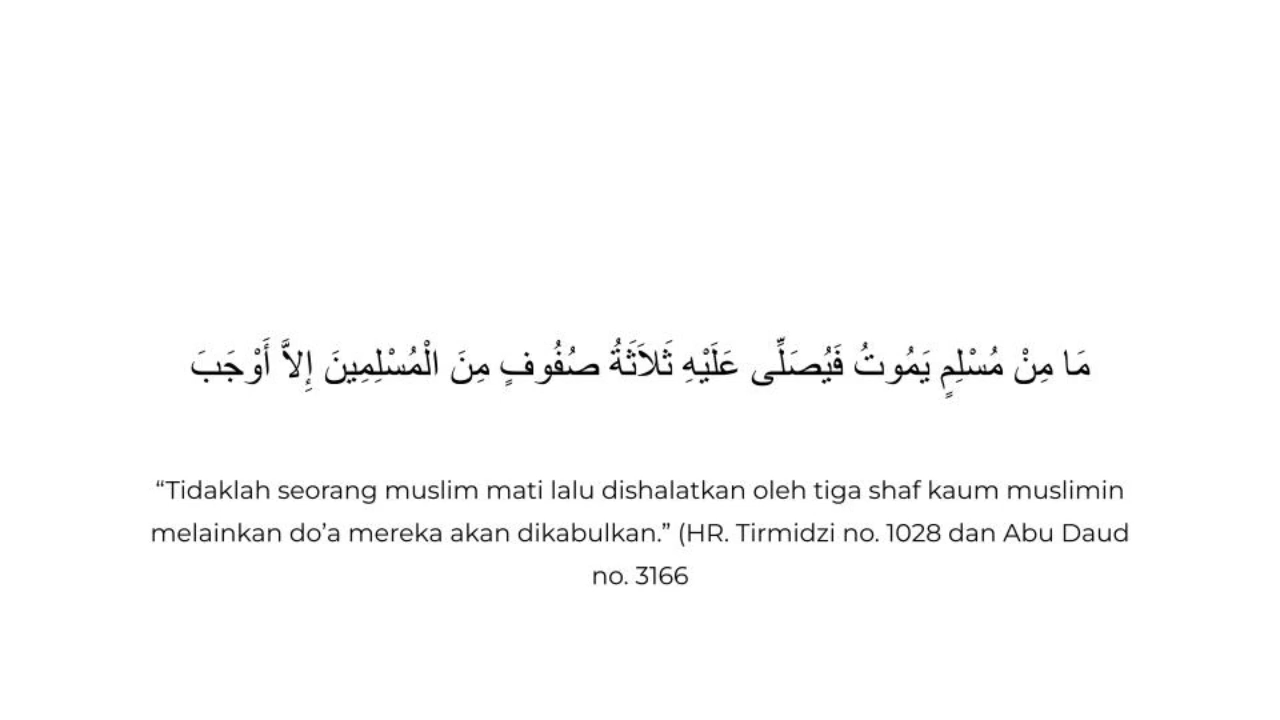 مَا مِنْ مُسْلِمٍ يَمُوتُ فَيُصَلِّى عَلَيْهِ ثَلاَثَةُ صُفُوفٍ مِنَ الْمُسْلِمِينَ إِلاَّ أَوْجَبَ
“Tidaklah seorang muslim mati lalu dishalatkan oleh tiga shaf kaum muslimin
melainkan do’a mereka akan dikabulkan.” (HR. Tirmidzi no. 1028 dan Abu Daud
no. 3166